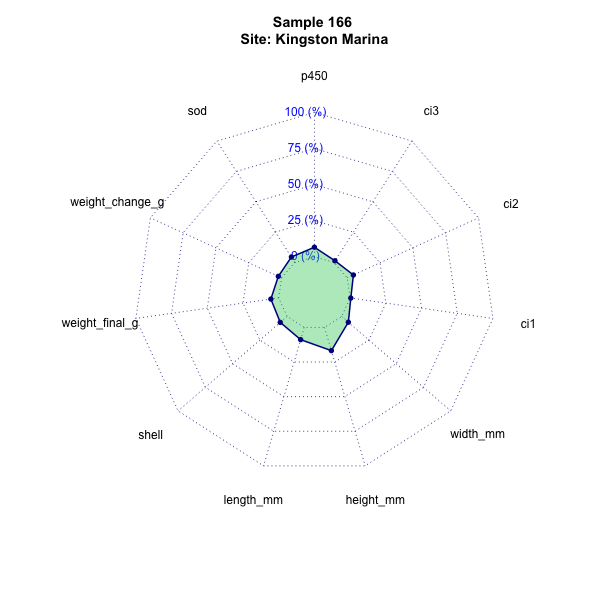 Sample 166
Site: Kingston Marina
p450
100 (%)
sod
ci3
75 (%)
50 (%)
weight_change_g
ci2
25 (%)
0 (%)
weight_final_g
ci1
shell
width_mm
length_mm
height_mm